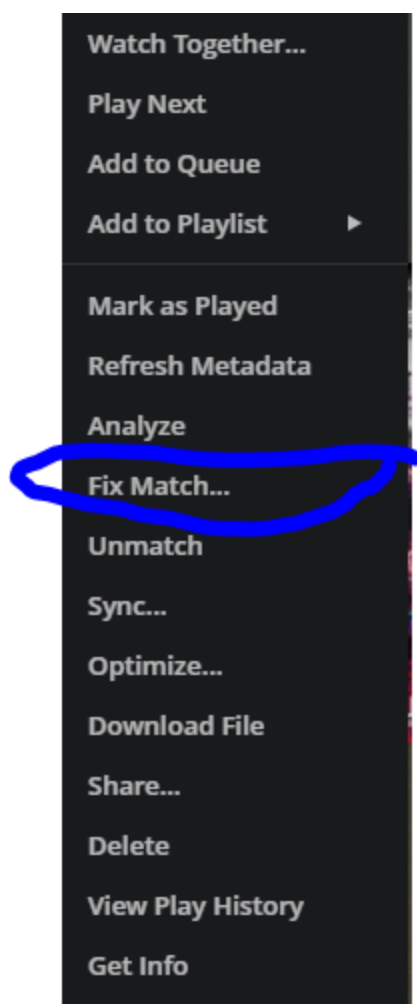 Watch Together...
Play Next
Add to Queue
Add to Playlist
Mark as Played
Refresh Metadata
Analyze
Fix Match...
Unmatch
Sync...
Optimize...
Download File
Share...
Delete
View Play History
Get Info